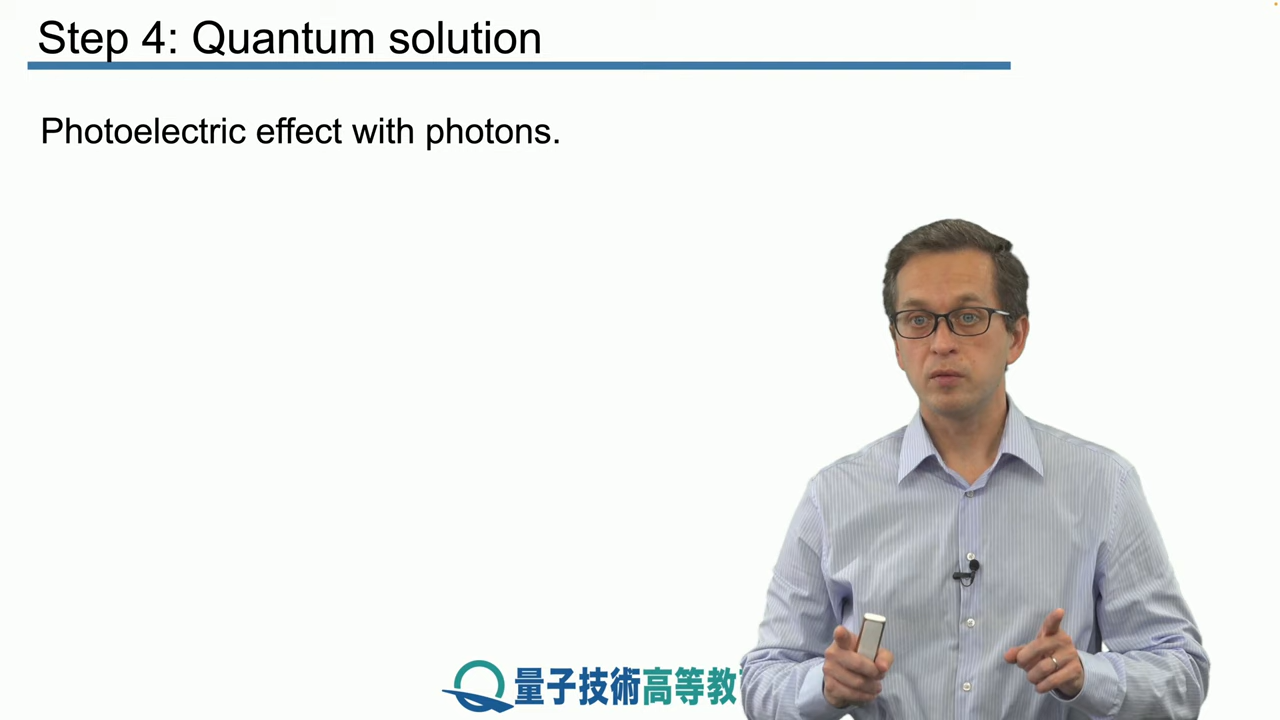 Step 4: Quantum solution
Photoelectric effect with photons.
量子技術高等教